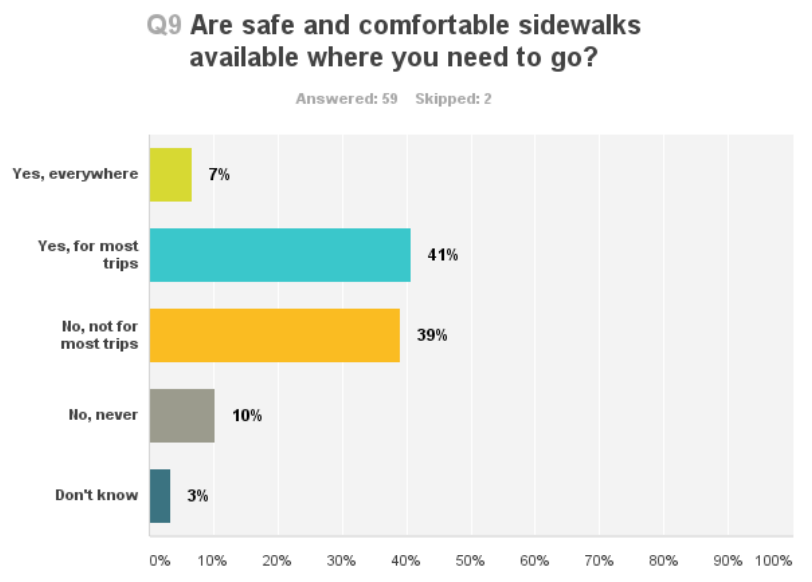 Q9 Are safe and comfortable sidewalks
available where you need to go?
Answered: 59 Skipped: 2
Yes, everywhere 7%
Yes, for most
trips 41%
No, not for
most trips 39%
No, never 10%
Don't know 3%
0% 10% 20% 30% 40% 50% 60% 70% 80% 90% 100%